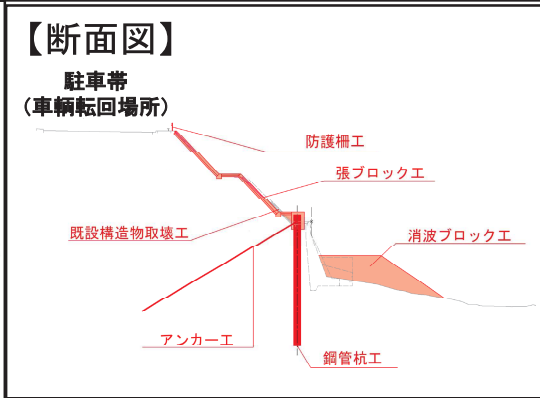 【断面図】
駐車帯
(車輌転回場所)
防護柵工
張ブロック工
既設構造物取壊工
消波ブロック工
アンカー工
鋼管杭工